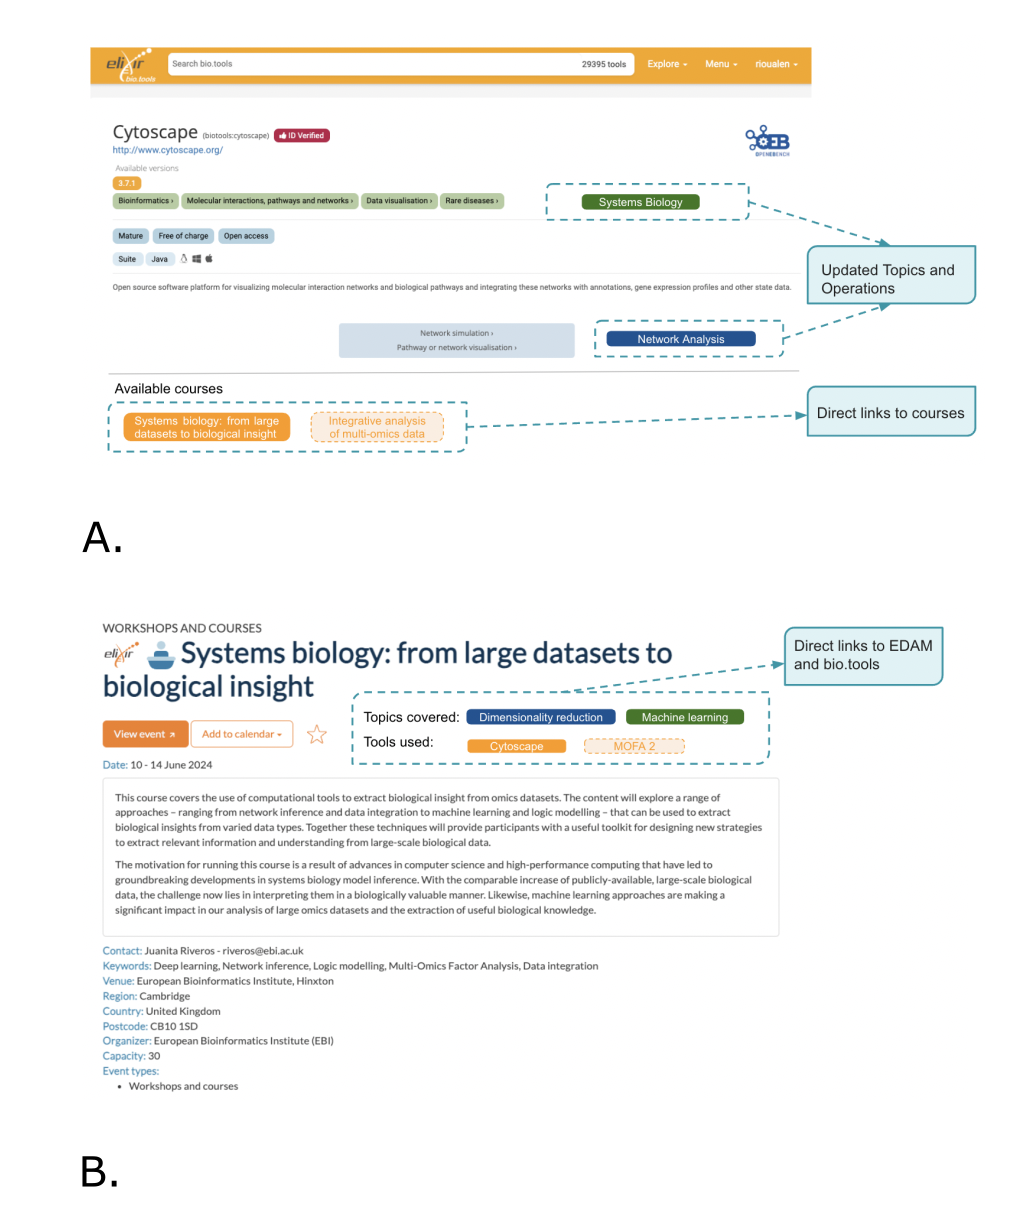 elixir
bio.tools
Search bio.tools
29395 tools
Explore
Menu
rioualen
Cytoscape (biotools:cytoscape) ID Verified
http://www.cytoscape.org/
OPENEBENCH
Available versions
3.7.1
Bioinformatics › Molecular interactions, pathways and networks › Data visualisation › Rare diseases ›
Systems Biology
Mature Free of charge Open access
Suite Java
Updated Topics and
Operations
Open source software platform for visualizing molecular interaction networks and biological pathways and integrating these networks with annotations, gene expression profiles and other state data.
Network simulation ›
Pathway or network visualisation ›
Network Analysis
Available courses
Systems biology: from large
datasets to biological insight
Integrative analysis
of multi-omics data
Direct links to courses
A.
WORKSHOPS AND COURSES
elixir Systems biology: from large datasets to
biological insight
Direct links to EDAM
and bio.tools
Topics covered: Dimensionality reduction Machine learning
Tools used: Cytoscape MOFA 2
View event Add to calendar
Date: 10 - 14 June 2024
This course covers the use of computational tools to extract biological insight from omics datasets. The content will explore a range of
approaches – ranging from network inference and data integration to machine learning and logic modelling – that can be used to extract
biological insights from varied data types. Together these techniques will provide participants with a useful toolkit for designing new strategies
to extract relevant information and understanding from large-scale biological data.
The motivation for running this course is a result of advances in computer science and high-performance computing that have led to
groundbreaking developments in systems biology model inference. With the comparable increase of publicly-available, large-scale biological
data, the challenge now lies in interpreting them in a biologically valuable manner. Likewise, machine learning approaches are making a
significant impact in our analysis of large omics datasets and the extraction of useful biological knowledge.
Contact: Juanita Riveros - riveros@ebi.ac.uk
Keywords: Deep learning, Network inference, Logic modelling, Multi-Omics Factor Analysis, Data integration
Venue: European Bioinformatics Institute, Hinxton
Region: Cambridge
Country: United Kingdom
Postcode: CB10 1SD
Organizer: European Bioinformatics Institute (EBI)
Capacity: 30
Event types:
• Workshops and courses
B.